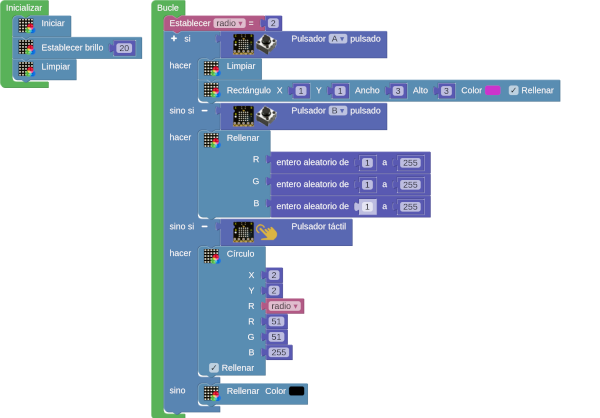 Inicializar
Iniciar
Establecer brillo 20
Limpiar
Bucle
Establecer radio ▾ = 2
+ si Pulsador A ▾ pulsado
hacer Limpiar
Rectángulo X 1 Y 1 Ancho 3 Alto 3 Color ✓ Rellenar
sino si − Pulsador B ▾ pulsado
hacer Rellenar
R entero aleatorio de 1 a 255
G entero aleatorio de 1 a 255
B entero aleatorio de 1 a 255
sino si − Pulsador táctil
hacer Círculo
X 2
Y 2
R radio ▾
R 51
G 51
B 255
✓ Rellenar
sino Rellenar Color